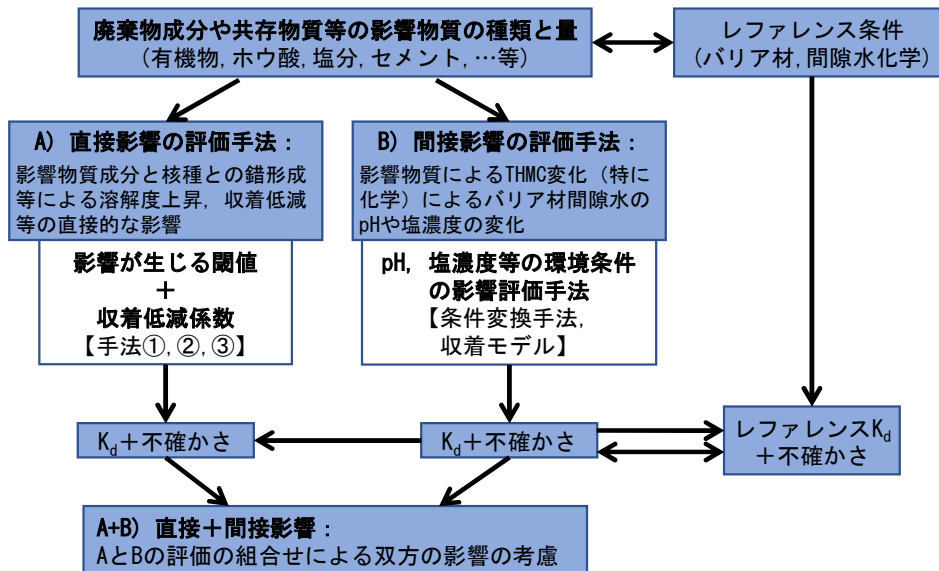 廃棄物成分や共存物質等の影響物質の種類と量
(有機物, ホウ酸, 塩分, セメント, …等)
レファレンス条件
(バリア材, 間隙水化学)
A) 直接影響の評価手法：
影響物質成分と核種との錯形成
等による溶解度上昇, 収着低減
等の直接的な影響
影響が生じる閾値
＋
収着低減係数
【手法①, ②, ③】
B) 間接影響の評価手法：
影響物質によるTHMC変化（特に
化学）によるバリア材間隙水の
pHや塩濃度の変化
pH, 塩濃度等の環境条件
の影響評価手法
【条件変換手法,
収着モデル】
Kd＋不確かさ
Kd＋不確かさ
レファレンスKd
＋不確かさ
A+B) 直接＋間接影響：
AとBの評価の組合せによる双方の影響の考慮